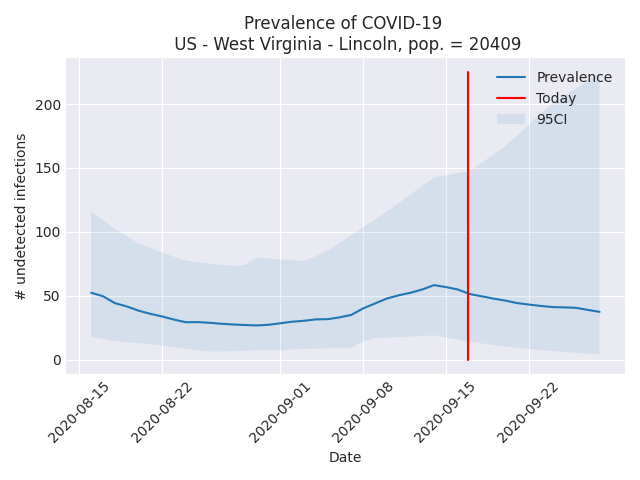 Prevalence of COVID-19
US - West Virginia - Lincoln, pop. = 20409
# undetected infections
200
150
100
50
0
Prevalence
Today
95CI
2020-08-15
2020-08-22
2020-09-01
2020-09-08
2020-09-15
2020-09-22
Date